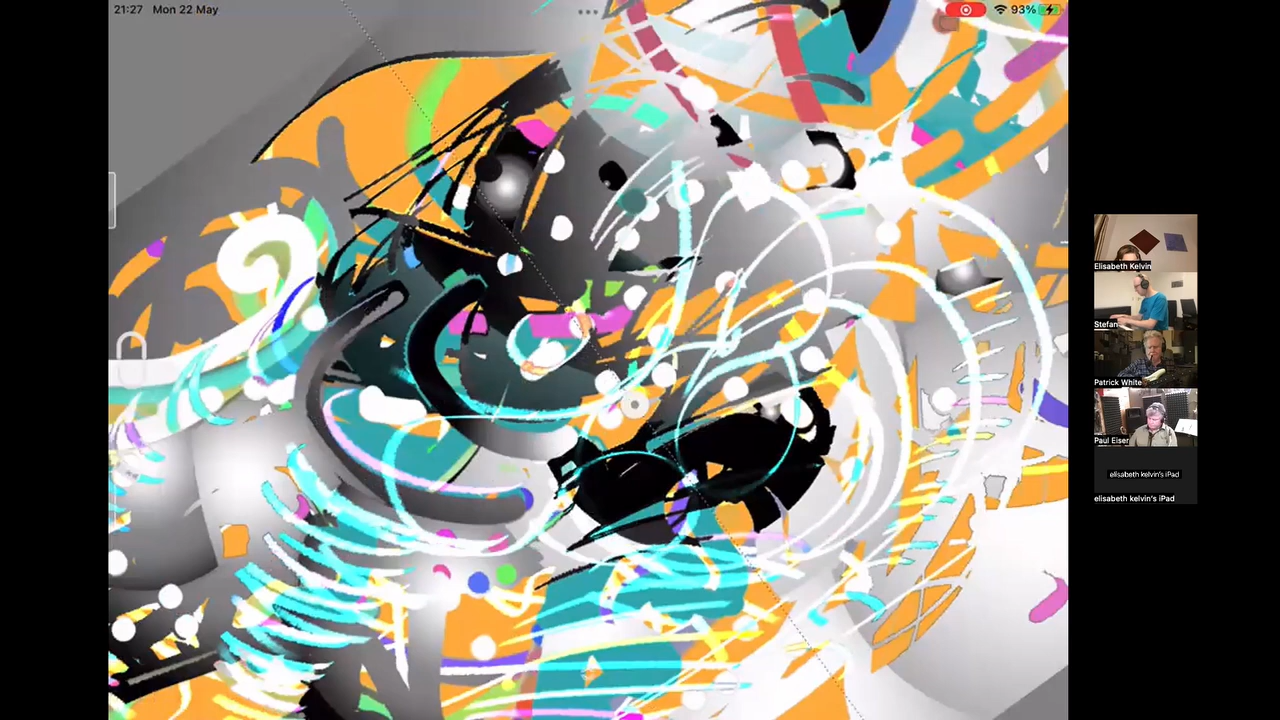 21:27 Mon 22 May
93%
Elisabeth Kelvin
Stefan
Patrick White
Paul Eiser
elisabeth kelvin's iPad
elisabeth kelvin's iPad